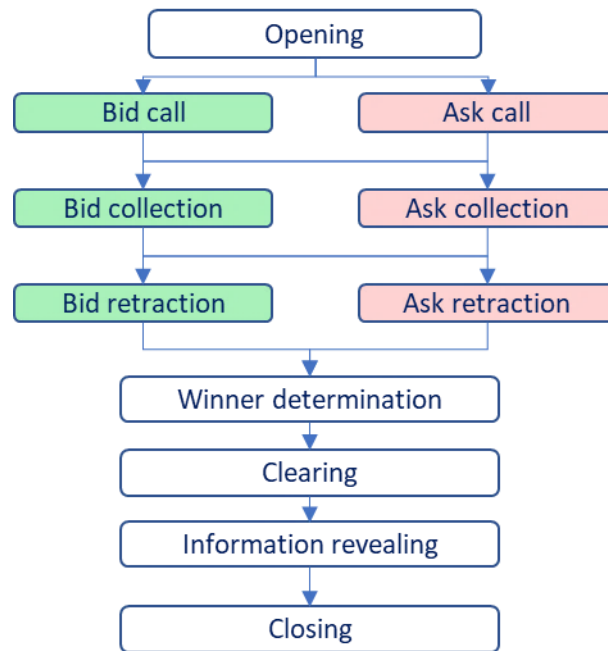 Opening
Bid call
Ask call
Bid collection
Ask collection
Bid retraction
Ask retraction
Winner determination
Clearing
Information revealing
Closing